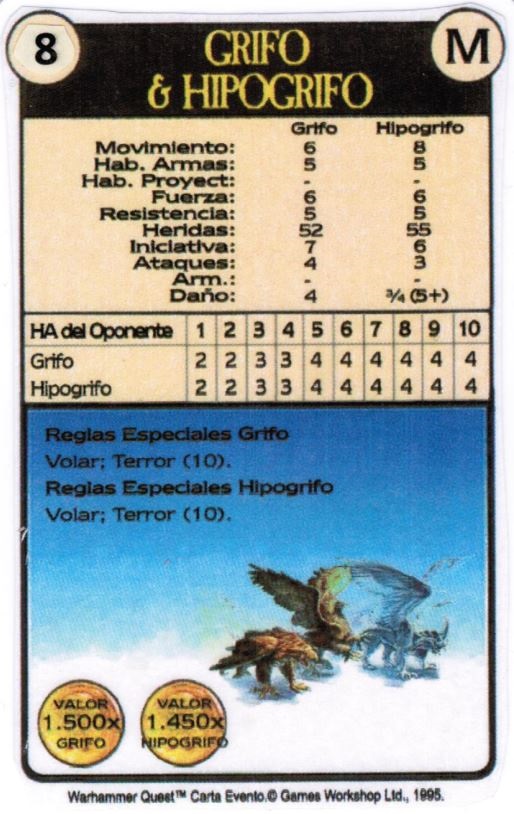 8
GRIFO
M
& HIPOGRIFO
Grifo Hipogrifo
Movimiento: 6 8
Hab. Armas: 5 5
Hab. Proyect: - -
Fuerza: 6 6
Resistencia: 5 5
Heridas: 52 55
Iniciativa: 7 6
Ataques: 4 3
Arm.: - -
Daño: 4 ¾ (5+)
HA del Oponente 1 2 3 4 5 6 7 8 9 10
Grifo 2 2 3 3 4 4 4 4 4 4
Hipogrifo 2 2 3 3 4 4 4 4 4 4
Reglas Especiales Grifo
Volar; Terror (10).
Reglas Especiales Hipogrifo
Volar; Terror (10).
VALOR
1.500x
GRIFO
VALOR
1.450x
HIPOGRIFO
Warhammer Quest™ Carta Evento.© Games Workshop Ltd., 1995.